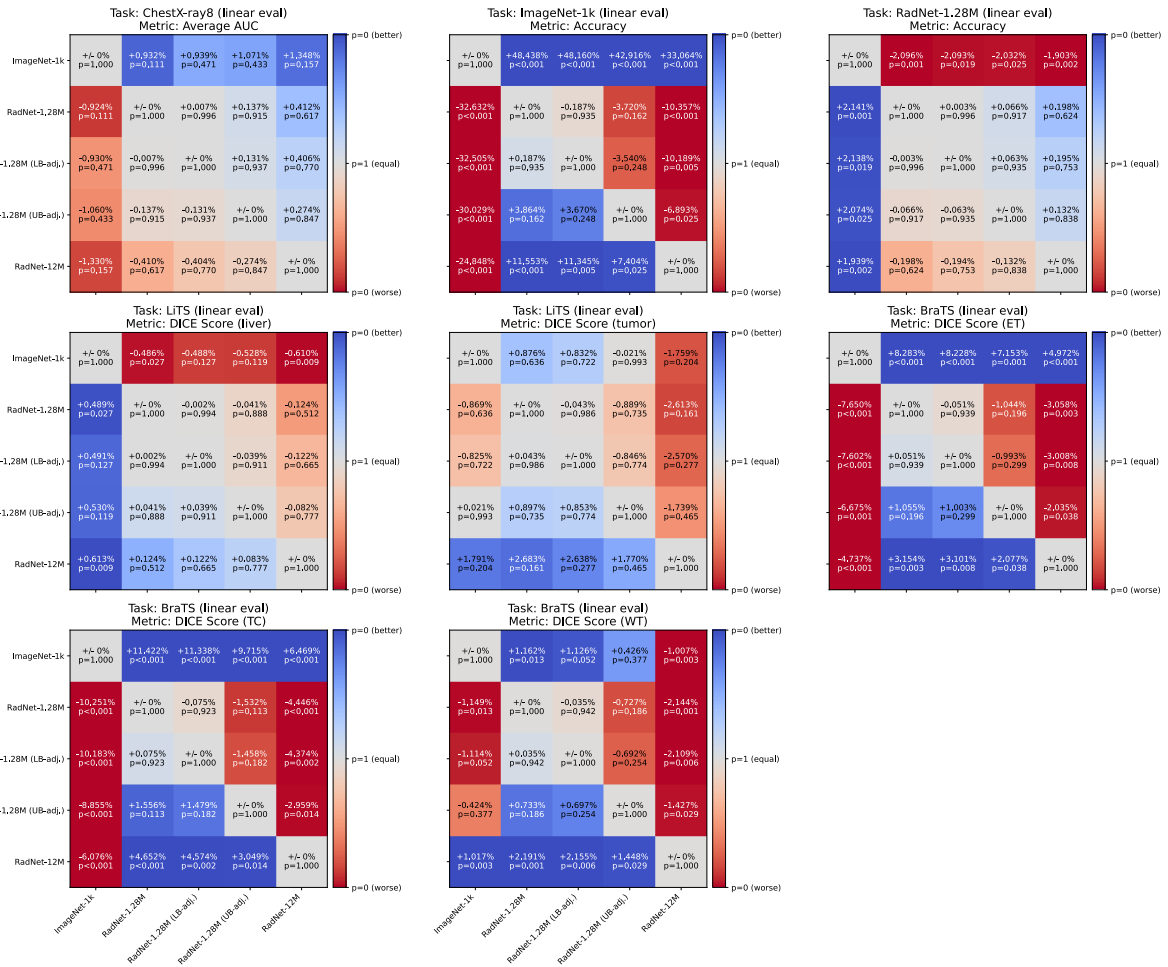 Task: ChestX-ray8 (linear eval)
Metric: Average AUC
ImageNet-1k
RadNet-1,28M
-1.28M (LB-adj.)
-1.28M (UB-adj.)
RadNet-12M
+/- 0% +0,932% +0,939% +1,071% +1,348%
p=1,000 p=0,111 p=0,471 p=0,433 p=0,157
-0,924% +/- 0% +0,007% +0,137% +0,412%
p=0,111 p=1,000 p=0,996 p=0,915 p=0,617
-0,930% -0,007% +/- 0% +0,131% +0,406%
p=0,471 p=0,996 p=1,000 p=0,937 p=0,770
-1,060% -0,137% -0,131% +/- 0% +0,274%
p=0,433 p=0,915 p=0,937 p=1,000 p=0,847
-1,330% -0,410% -0,404% -0,274% +/- 0%
p=0,157 p=0,617 p=0,770 p=0,847 p=1,000
p=0 (better)
p=1 (equal)
p=0 (worse)
Task: ImageNet-1k (linear eval)
Metric: Accuracy
+/- 0% +48,438% +48,160% +42,916% +33,064%
p=1,000 p<0,001 p<0,001 p<0,001 p<0,001
-32,632% +/- 0% -0,187% -3,720% -10,357%
p<0,001 p=1,000 p=0,935 p=0,162 p<0,001
-32,505% +0,187% +/- 0% -3,540% -10,189%
p<0,001 p=0,935 p=1,000 p=0,248 p=0,005
-30,029% +3,864% +3,670% +/- 0% -6,893%
p<0,001 p=0,162 p=0,248 p=1,000 p=0,025
-24,848% +11,553% +11,345% +7,404% +/- 0%
p<0,001 p<0,001 p=0,005 p=0,025 p=1,000
p=0 (better)
p=1 (equal)
p=0 (worse)
Task: RadNet-1.28M (linear eval)
Metric: Accuracy
+/- 0% -2,096% -2,093% -2,032% -1,903%
p=1,000 p=0,001 p=0,019 p=0,025 p=0,002
+2,141% +/- 0% +0,003% +0,066% +0,198%
p=0,001 p=1,000 p=0,996 p=0,917 p=0,624
+2,138% -0,003% +/- 0% +0,063% +0,195%
p=0,019 p=0,996 p=1,000 p=0,935 p=0,753
+2,074% -0,066% -0,063% +/- 0% +0,132%
p=0,025 p=0,917 p=0,935 p=1,000 p=0,838
+1,939% -0,198% -0,194% -0,132% +/- 0%
p=0,002 p=0,624 p=0,753 p=0,838 p=1,000
p=0 (better)
p=1 (equal)
p=0 (worse)
Task: LiTS (linear eval)
Metric: DICE Score (liver)
ImageNet-1k
RadNet-1.28M
-1.28M (LB-adj.)
-1.28M (UB-adj.)
RadNet-12M
+/- 0% -0,486% -0,488% -0,528% -0,610%
p=1,000 p=0,027 p=0,127 p=0,119 p=0,009
+0,489% +/- 0% -0,002% -0,041% -0,124%
p=0,027 p=1,000 p=0,994 p=0,888 p=0,512
+0,491% +0,002% +/- 0% -0,039% -0,122%
p=0,127 p=0,994 p=1,000 p=0,911 p=0,665
+0,530% +0,041% +0,039% +/- 0% -0,082%
p=0,119 p=0,888 p=0,911 p=1,000 p=0,777
+0,613% +0,124% +0,122% +0,083% +/- 0%
p=0,009 p=0,512 p=0,665 p=0,777 p=1,000
p=0 (better)
p=1 (equal)
p=0 (worse)
Task: LiTS (linear eval)
Metric: DICE Score (tumor)
+/- 0% +0,876% +0,832% -0,021% -1,759%
p=1,000 p=0,636 p=0,722 p=0,993 p=0,204
-0,869% +/- 0% -0,043% -0,889% -2,613%
p=0,636 p=1,000 p=0,986 p=0,735 p=0,161
-0,825% +0,043% +/- 0% -0,846% -2,570%
p=0,722 p=0,986 p=1,000 p=0,774 p=0,277
+0,021% +0,897% +0,853% +/- 0% -1,739%
p=0,993 p=0,735 p=0,774 p=1,000 p=0,465
+1,791% +2,683% +2,638% +1,770% +/- 0%
p=0,204 p=0,161 p=0,277 p=0,465 p=1,000
p=0 (better)
p=1 (equal)
p=0 (worse)
Task: BraTS (linear eval)
Metric: DICE Score (ET)
+/- 0% +8,283% +8,228% +7,153% +4,972%
p=1,000 p<0,001 p<0,001 p<0,001 p<0,001
-7,650% +/- 0% -0,051% -1,044% -3,058%
p<0,001 p=1,000 p=0,939 p=0,196 p=0,003
-7,602% +0,051% +/- 0% -0,993% -3,008%
p<0,001 p=0,939 p=1,000 p=0,299 p=0,008
-6,675% +1,055% +1,003% +/- 0% -2,035%
p=0,001 p=0,196 p=0,299 p=1,000 p=0,038
-4,737% +3,154% +3,101% +2,077% +/- 0%
p<0,001 p=0,003 p=0,008 p=0,038 p=1,000
p=0 (better)
p=1 (equal)
p=0 (worse)
Task: BraTS (linear eval)
Metric: DICE Score (TC)
ImageNet-1k
RadNet-1,28M
-1.28M (LB-adj.)
-1,28M (UB-adj.)
RadNet-12M
+/- 0% +11,422% +11,338% +9,715% +6,469%
p=1,000 p<0,001 p<0,001 p<0,001 p<0,001
-10,251% +/- 0% -0,075% -1,532% -4,446%
p<0,001 p=1,000 p=0,923 p=0,113 p<0,001
-10,183% +0,075% +/- 0% -1,458% -4,374%
p<0,001 p=0,923 p=1,000 p=0,182 p=0,002
-8,855% +1,556% +1,479% +/- 0% -2,959%
p<0,001 p=0,113 p=0,182 p=1,000 p=0,014
-6,076% +4,652% +4,574% +3,049% +/- 0%
p<0,001 p<0,001 p=0,002 p=0,014 p=1,000
p=0 (better)
p=1 (equal)
p=0 (worse)
ImageNet-1k
RadNet-1.28M
RadNet-1.28M (LB-adj.)
RadNet-1.28M (UB-adj.)
RadNet-12M
Task: BraTS (linear eval)
Metric: DICE Score (WT)
+/- 0% +1,162% +1,126% +0,426% -1,007%
p=1,000 p=0,013 p=0,052 p=0,377 p=0,003
-1,149% +/- 0% -0,035% -0,727% -2,144%
p=0,013 p=1,000 p=0,942 p=0,186 p=0,001
-1,114% +0,035% +/- 0% -0,692% -2,109%
p=0,052 p=0,942 p=1,000 p=0,254 p=0,006
-0,424% +0,733% +0,697% +/- 0% -1,427%
p=0,377 p=0,186 p=0,254 p=1,000 p=0,029
+1,017% +2,191% +2,155% +1,448% +/- 0%
p=0,003 p=0,001 p=0,006 p=0,029 p=1,000
p=0 (better)
p=1 (equal)
p=0 (worse)
ImageNet-1k
RadNet-1.28M
RadNet-1.28M (LB-adj.)
RadNet-1.28M (UB-adj.)
RadNet-12M